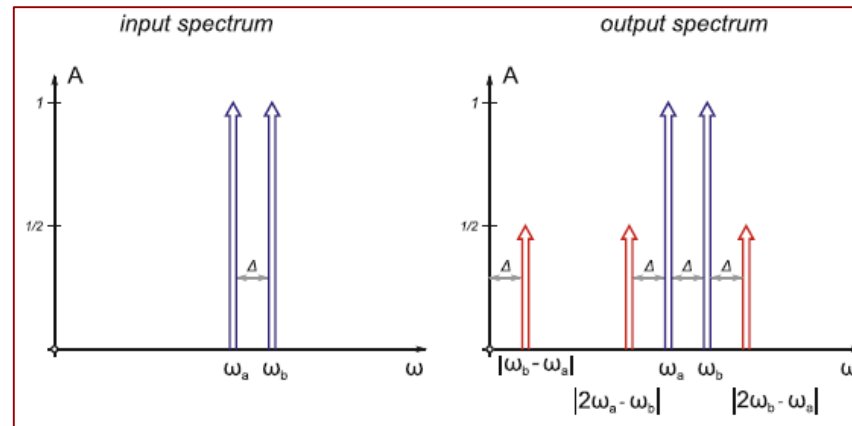 input spectrum
A
1
1/2
Δ
ωa ωb ω
output spectrum
A
1
1/2
Δ Δ Δ Δ
|ωb - ωa| ωa ωb ω
|2ωa - ωb| |2ωb - ωa|